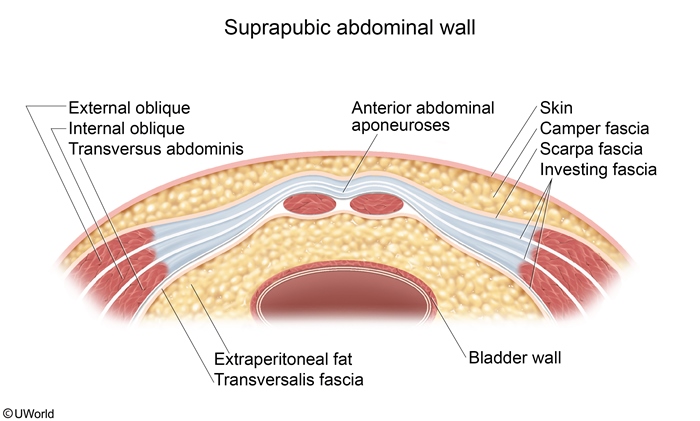 Suprapubic abdominal wall
External oblique
Internal oblique
Transversus abdominis
Anterior abdominal
aponeuroses
Skin
Camper fascia
Scarpa fascia
Investing fascia
Extraperitoneal fat
Transversalis fascia
Bladder wall
©UWorld